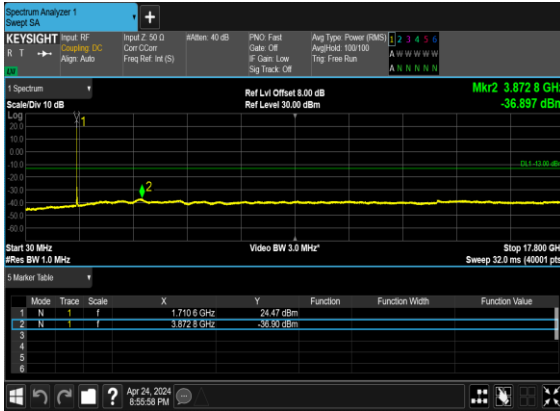 Spectrum Analyzer 1
Swept SA
+
KEYSIGHT
R T
LXI
Input: RF
Coupling: DC
Align: Auto
Input Z: 50 Ω
Corr CCorr
Freq Ref: Int (S)
#Atten: 40 dB
PNO: Fast
Gate: Off
IF Gain: Low
Sig Track: Off
Avg Type: Power (RMS)
Avg|Hold: 100/100
Trig: Free Run
1 2 3 4 5 6
A W W W W W
A N N N N N
1 Spectrum
Scale/Div 10 dB
Ref Lvl Offset 8.00 dB
Ref Level 30.00 dBm
Mkr2 3.872 8 GHz
-36.897 dBm
Log
20.0
10.0
0.00
-10.0
-20.0
-30.0
-40.0
-50.0
-60.0
1
2
DL1 -13.00 dBm
Start 30 MHz
#Res BW 1.0 MHz
Video BW 3.0 MHz*
Stop 17.800 GHz
Sweep 32.0 ms (40001 pts)
5 Marker Table
Mode Trace Scale X Y Function Function Width Function Value
1 N 1 f 1.710 6 GHz 24.47 dBm
2 N 1 f 3.872 8 GHz -36.90 dBm
3
4
5
6
?
Apr 24, 2024
8:55:58 PM